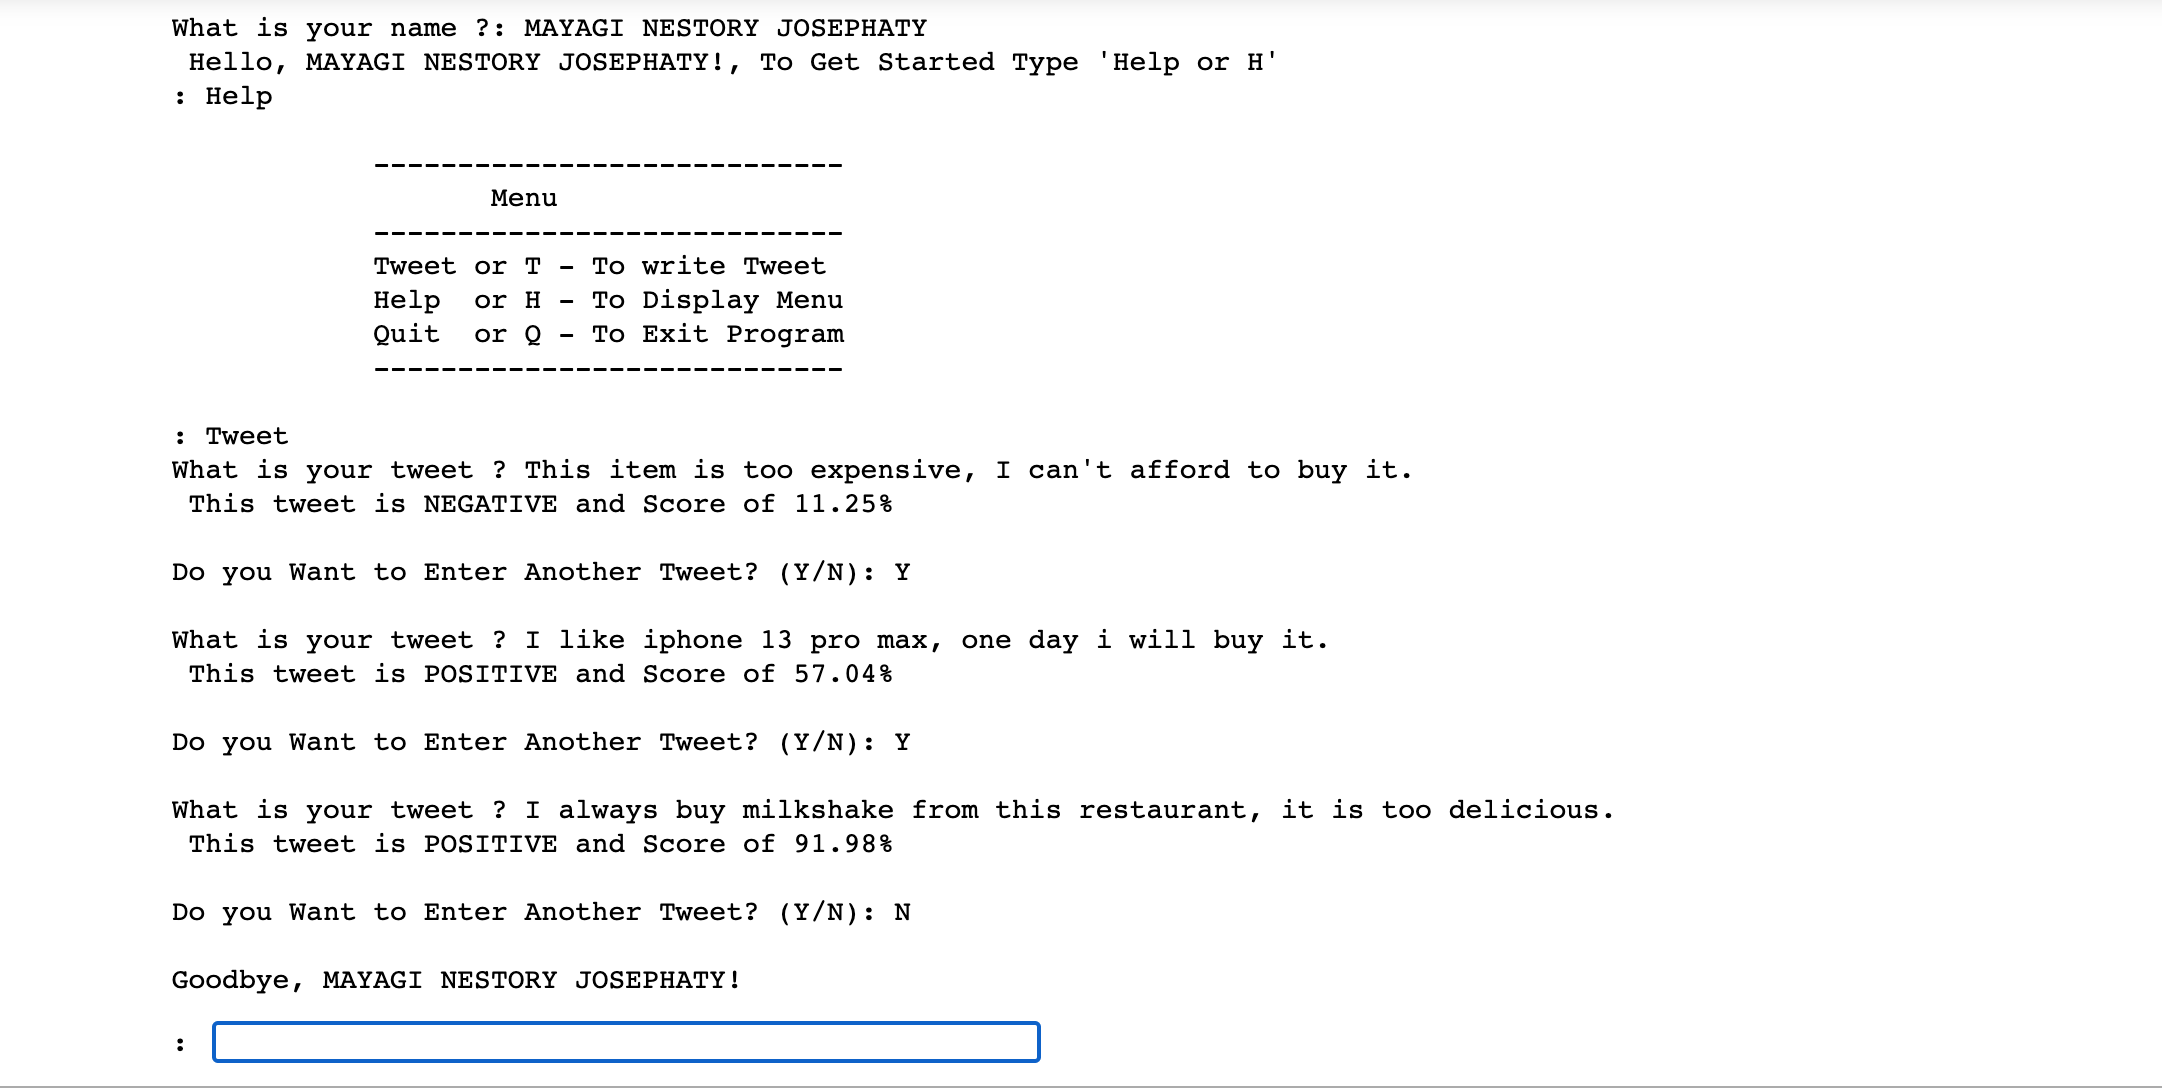 What is your name ?: MAYAGI NESTORY JOSEPHATY
 Hello, MAYAGI NESTORY JOSEPHATY!, To Get Started Type 'Help or H'
: Help
----------------------------
Menu
----------------------------
Tweet or T - To write Tweet
Help  or H - To Display Menu
Quit  or Q - To Exit Program
----------------------------
: Tweet
What is your tweet ? This item is too expensive, I can't afford to buy it.
 This tweet is NEGATIVE and Score of 11.25%
Do you Want to Enter Another Tweet? (Y/N): Y
What is your tweet ? I like iphone 13 pro max, one day i will buy it.
 This tweet is POSITIVE and Score of 57.04%
Do you Want to Enter Another Tweet? (Y/N): Y
What is your tweet ? I always buy milkshake from this restaurant, it is too delicious.
 This tweet is POSITIVE and Score of 91.98%
Do you Want to Enter Another Tweet? (Y/N): N
Goodbye, MAYAGI NESTORY JOSEPHATY!
: